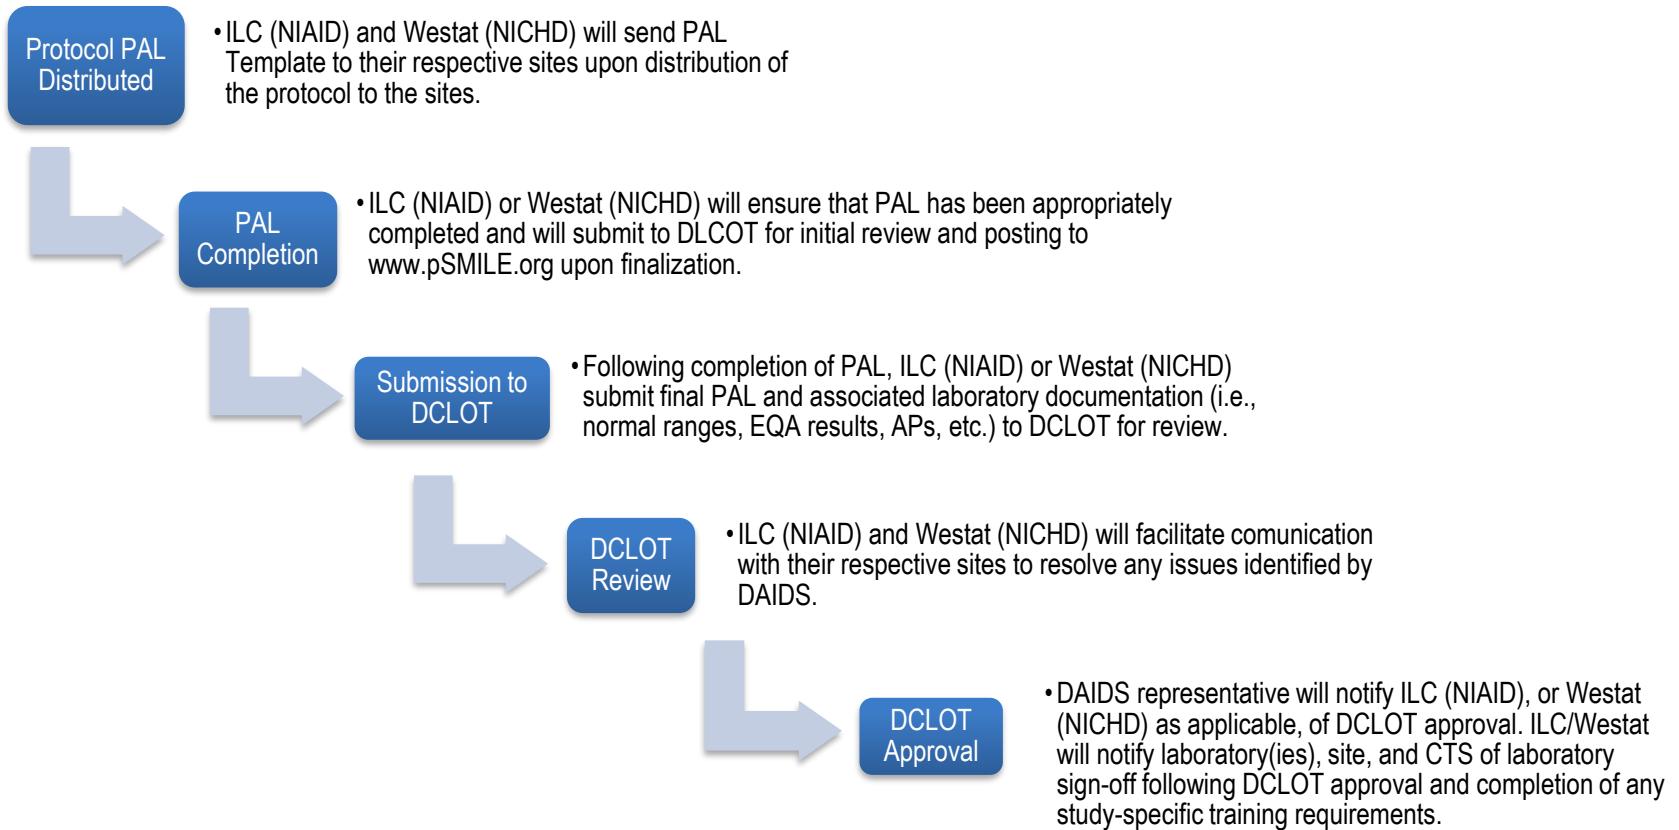 Protocol PAL
Distributed
•ILC (NIAID) and Westat (NICHD) will send PAL
Template to their respective sites upon distribution of
the protocol to the sites.
PAL
Completion
•ILC (NIAID) or Westat (NICHD) will ensure that PAL has been appropriately
completed and will submit to DLCOT for initial review and posting to
www.pSMILE.org upon finalization.
Submission to
DCLOT
•Following completion of PAL, ILC (NIAID) or Westat (NICHD)
submit final PAL and associated laboratory documentation (i.e.,
normal ranges, EQA results, APs, etc.) to DCLOT for review.
DCLOT
Review
•ILC (NIAID) and Westat (NICHD) will facilitate comunication
with their respective sites to resolve any issues identified by
DAIDS.
DCLOT
Approval
•DAIDS representative will notify ILC (NIAID), or Westat
(NICHD) as applicable, of DCLOT approval. ILC/Westat
will notify laboratory(ies), site, and CTS of laboratory
sign-off following DCLOT approval and completion of any
study-specific training requirements.